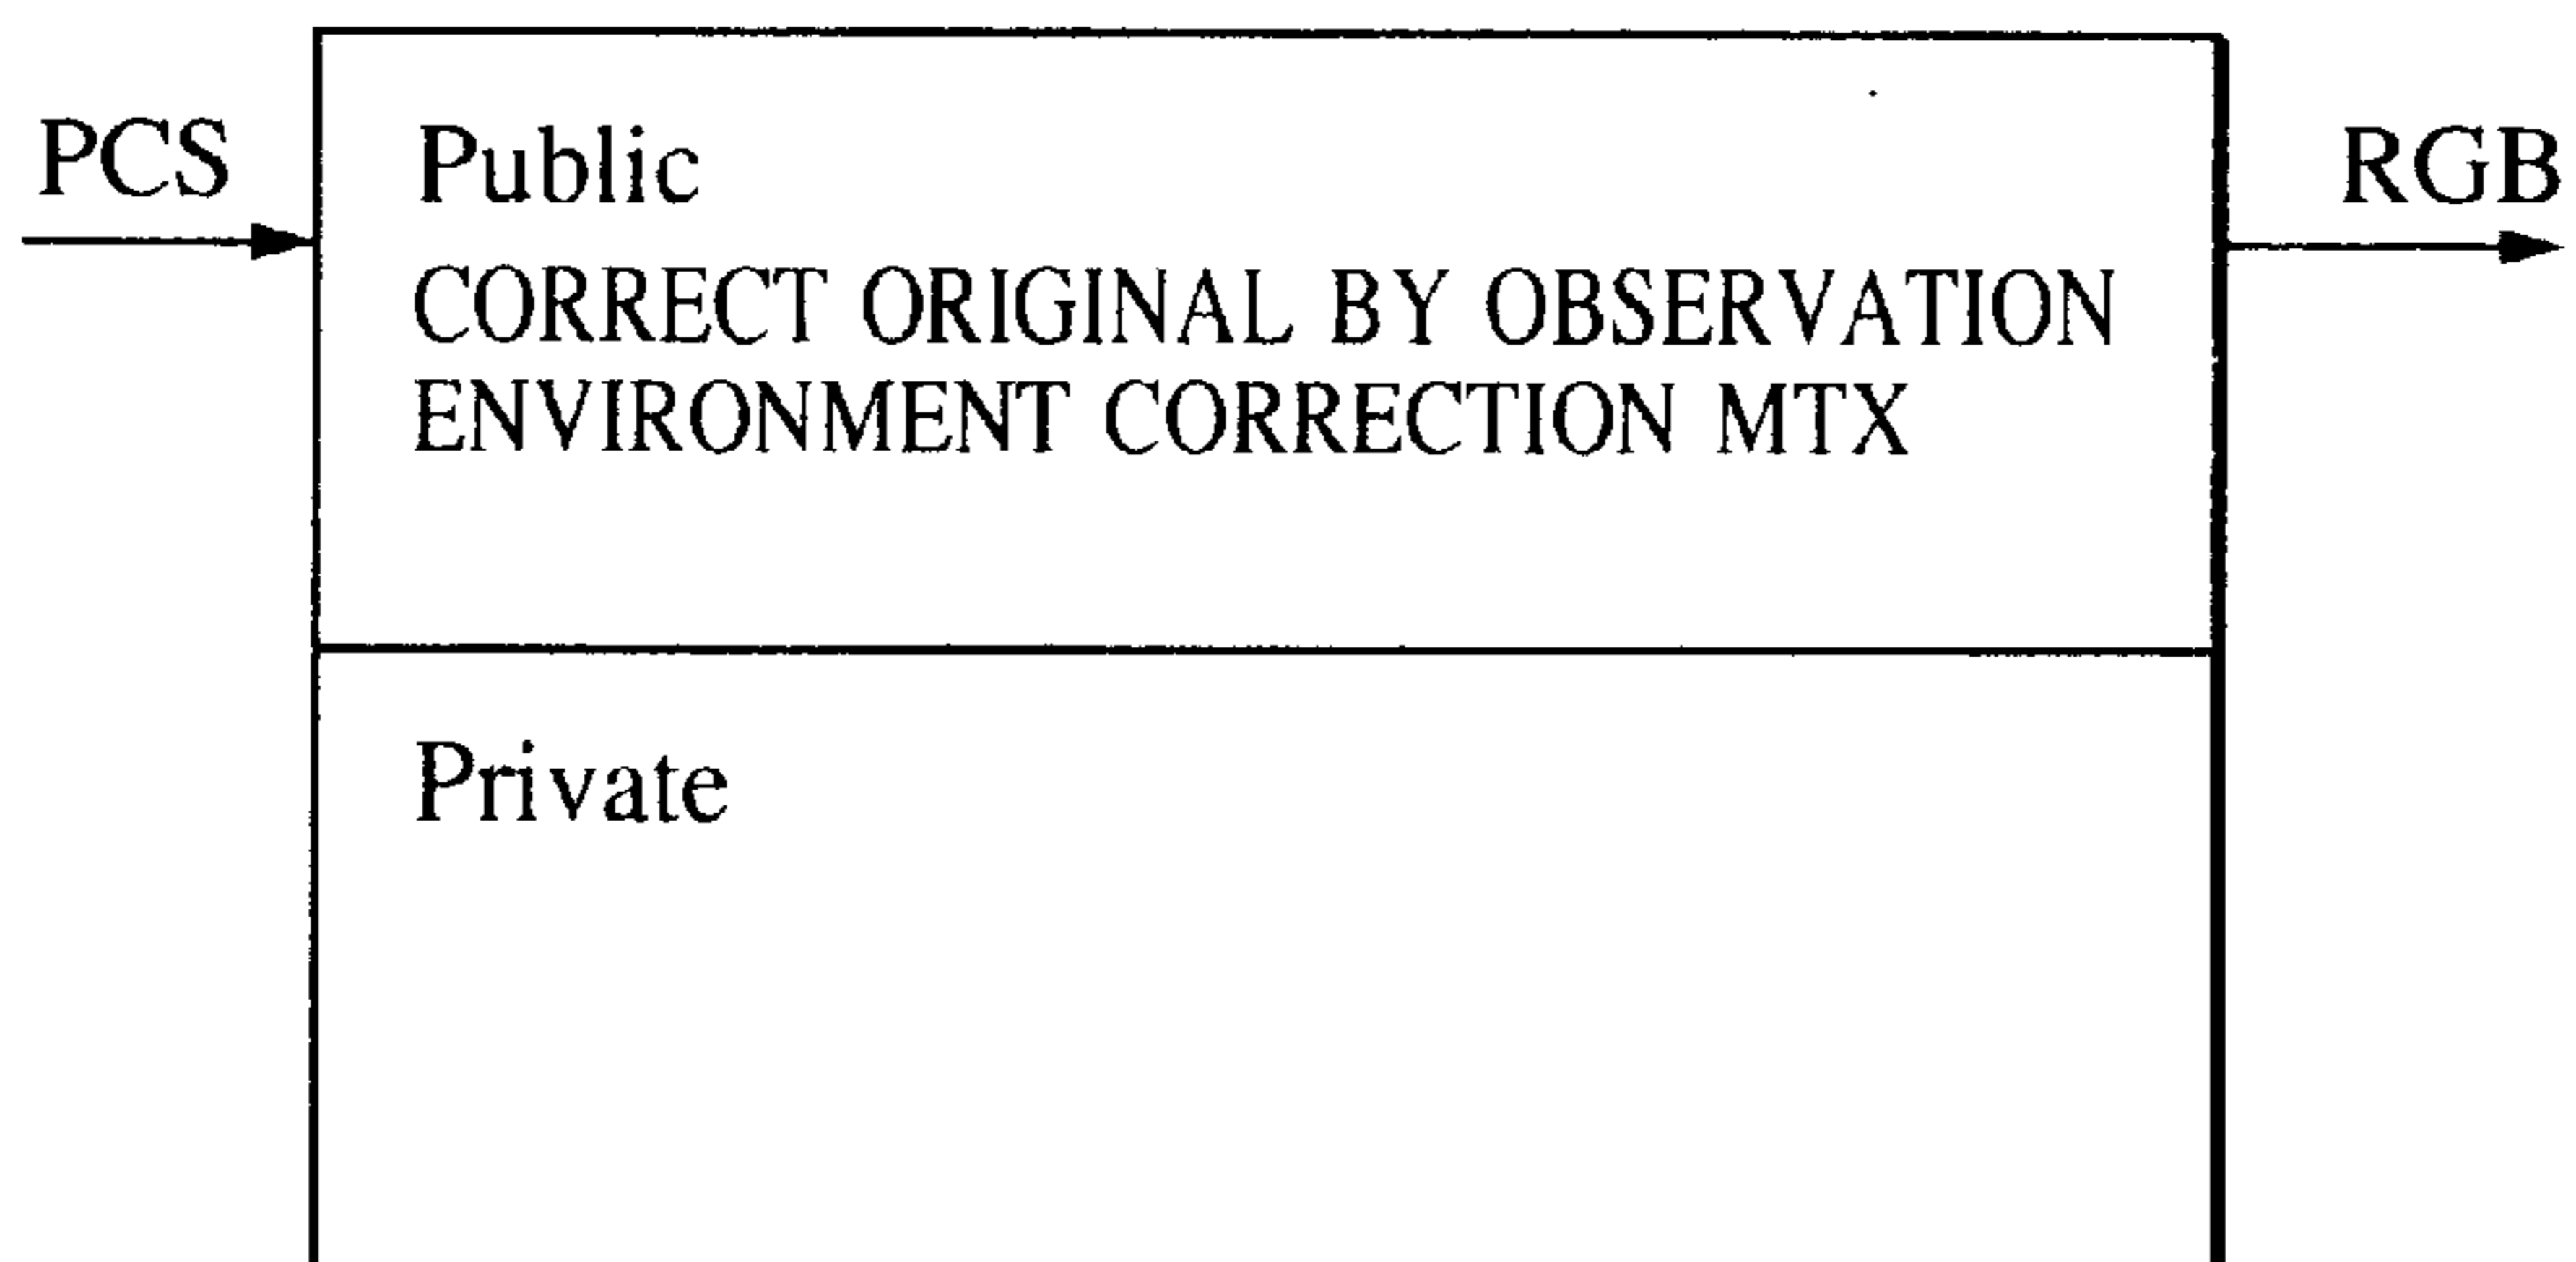 PCS
Public
RGB
CORRECT ORIGINAL BY OBSERVATION
ENVIRONMENT CORRECTION MTX
Private